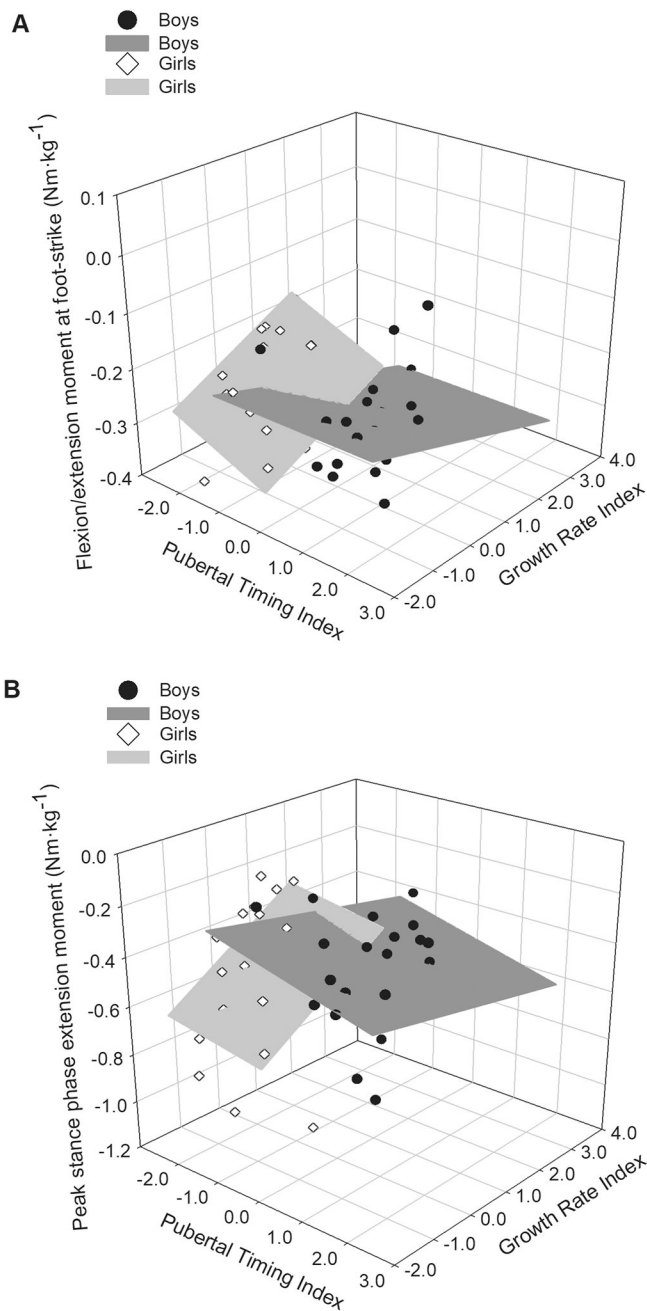 A
Boys
Boys
Girls
Girls
Flexion/extension moment at foot-strike (Nm·kg-1)
0.1
0.0
-0.1
-0.2
-0.3
-0.4
-2.0
-1.0
0.0
1.0
2.0
3.0
Pubertal Timing Index
-2.0
-1.0
0.0
1.0
2.0
3.0
4.0
Growth Rate Index
B
Boys
Boys
Girls
Girls
Peak stance phase extension moment (Nm·kg-1)
0.0
-0.2
-0.4
-0.6
-0.8
-1.0
-1.2
-2.0
-1.0
0.0
1.0
2.0
3.0
Pubertal Timing Index
-2.0
-1.0
0.0
1.0
2.0
3.0
4.0
Growth Rate Index